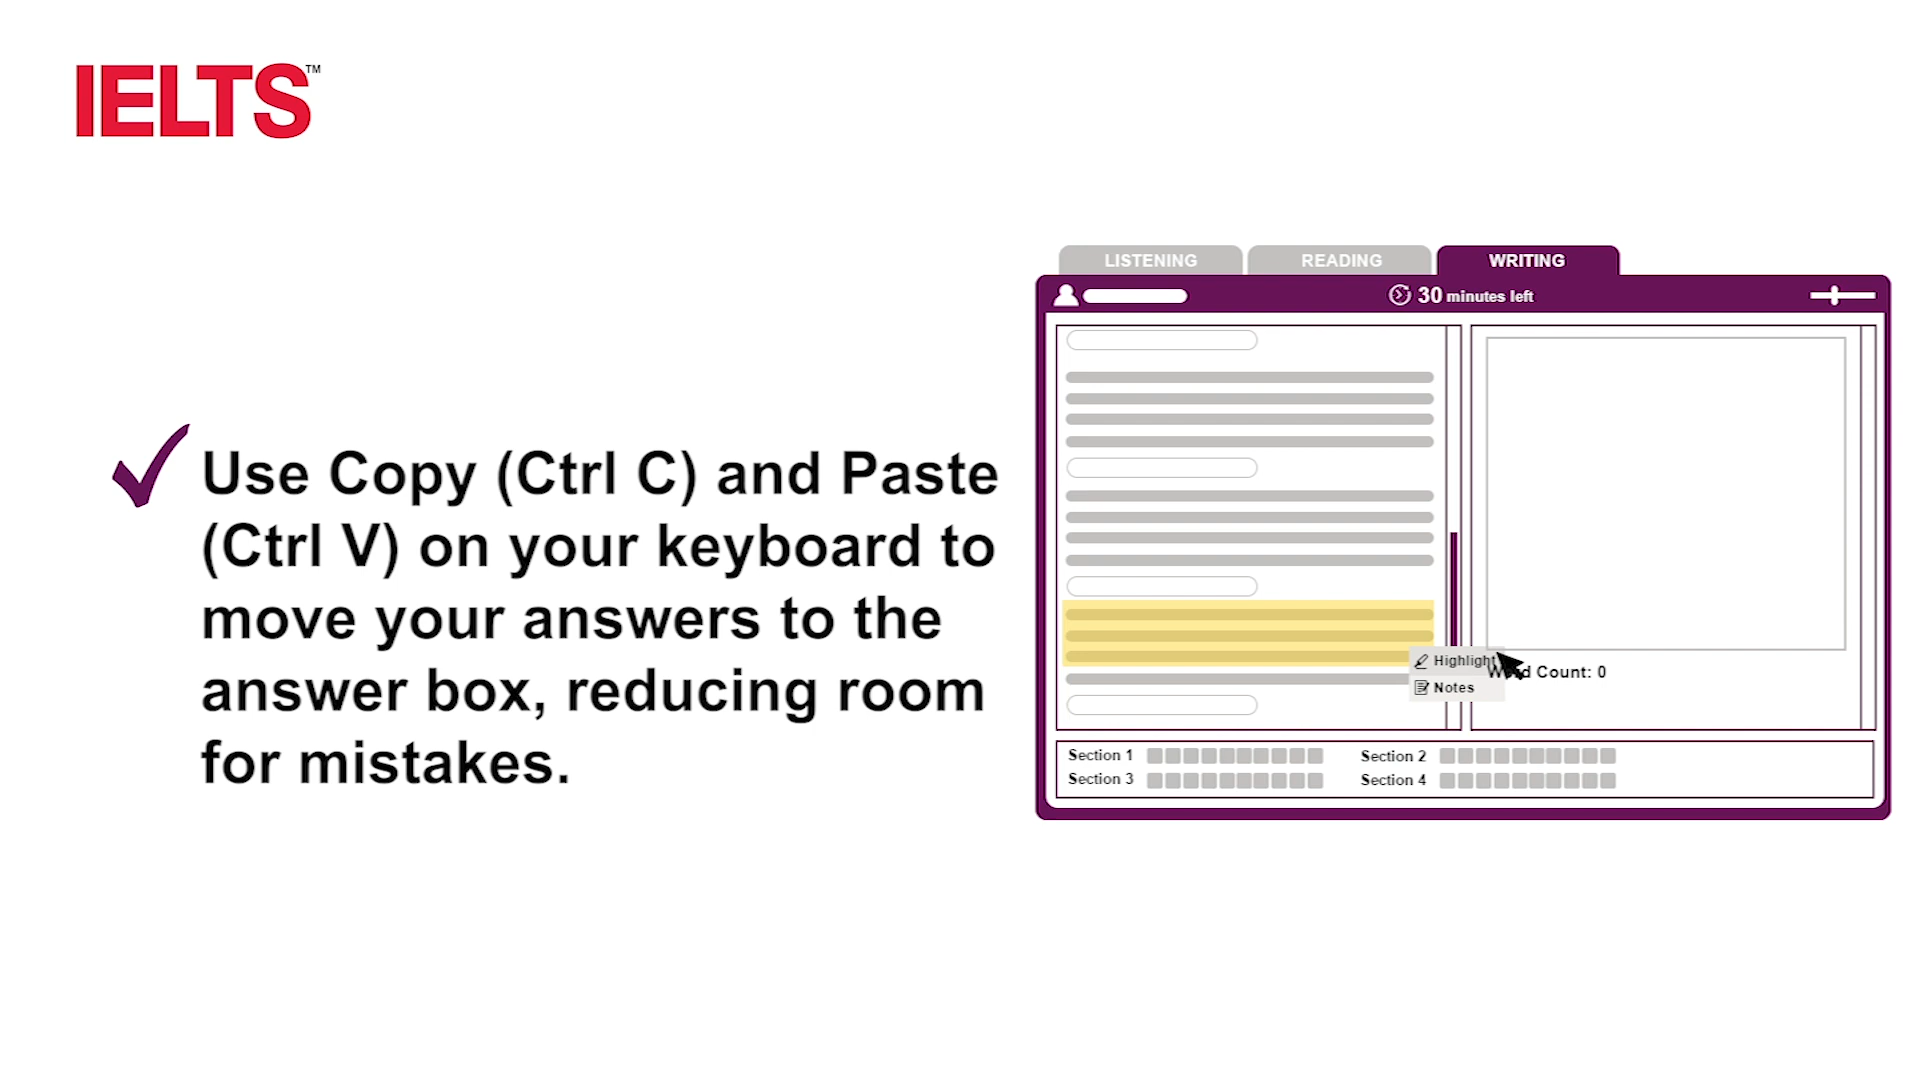 IELTS™
Use Copy (Ctrl C) and Paste
(Ctrl V) on your keyboard to
move your answers to the
answer box, reducing room
for mistakes.
LISTENING
READING
WRITING
30 minutes left
Highlight
Notes
Word Count: 0
Section 1
Section 2
Section 3
Section 4